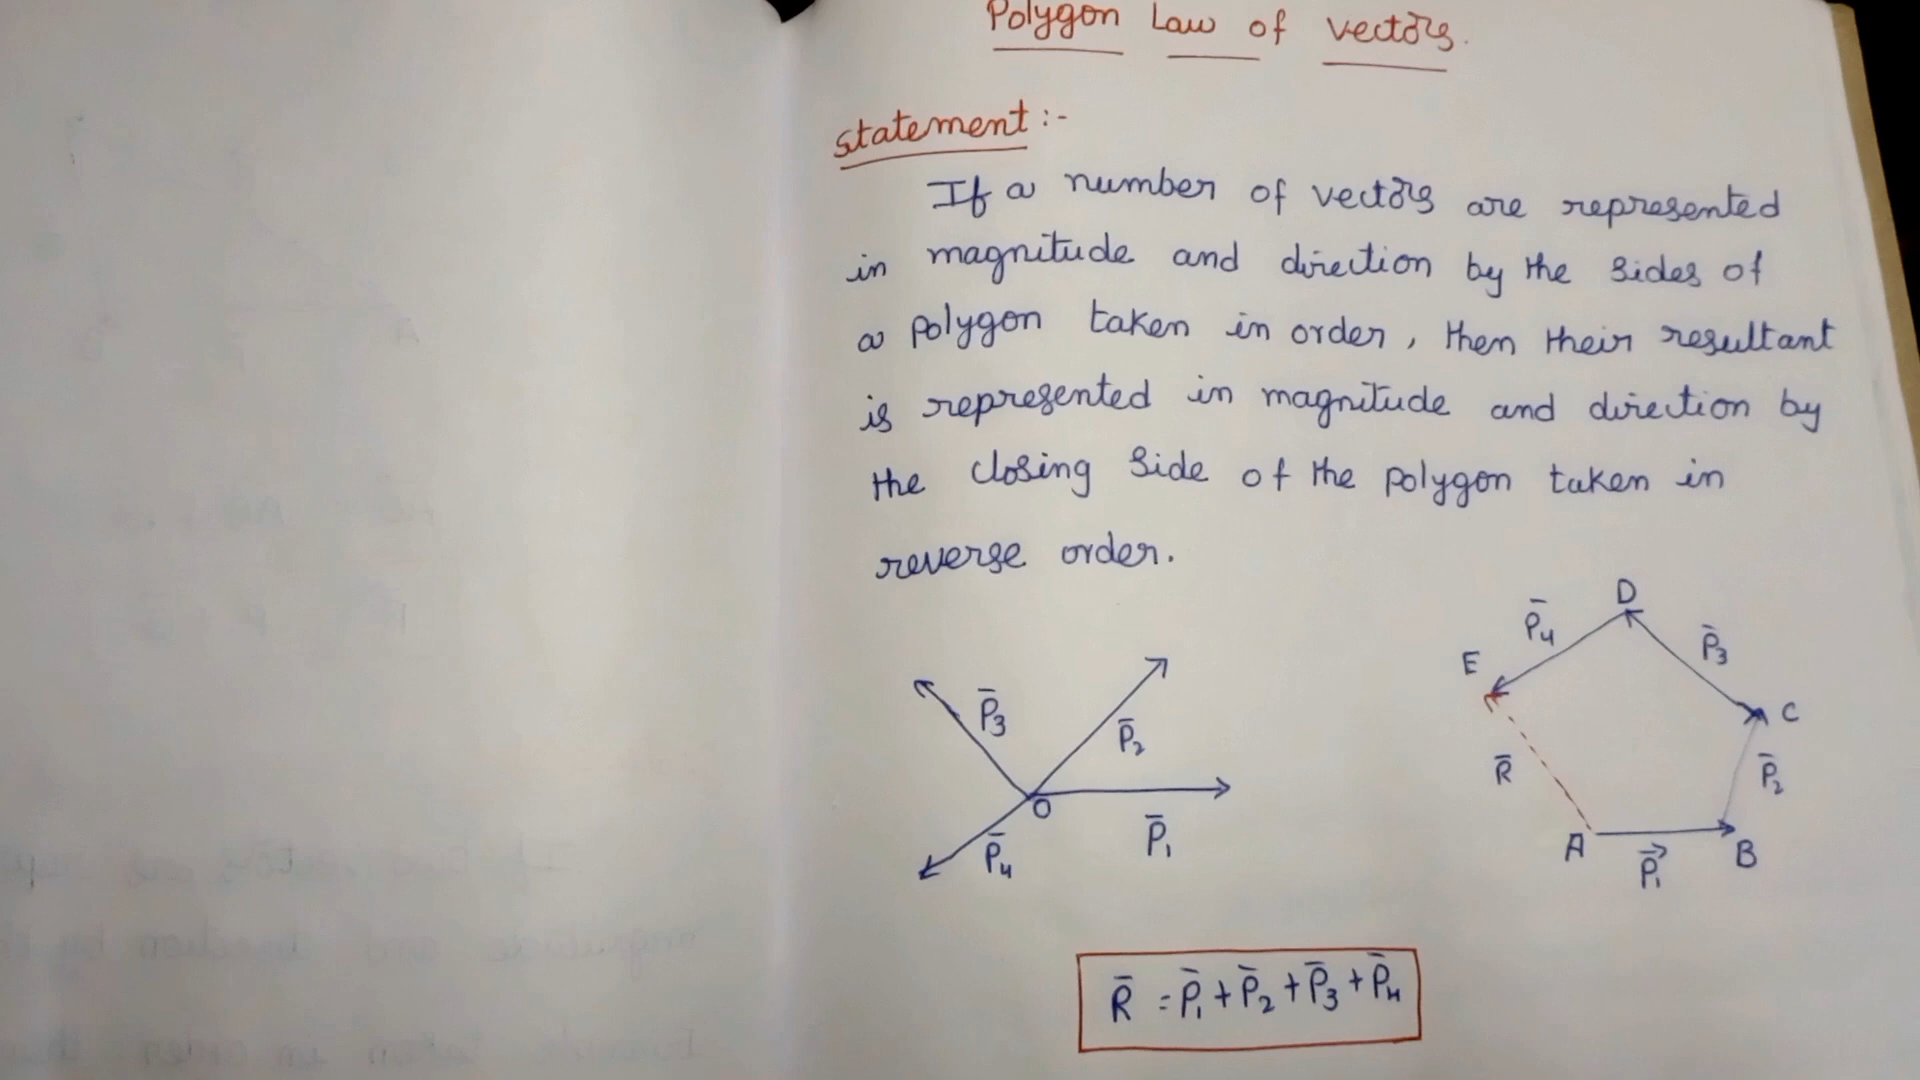 Polygon Law of vectors.
statement :-
If a number of vectors are represented
in magnitude and direction by the sides of
a polygon taken in order, then their resultant
is represented in magnitude and direction by
the closing side of the polygon taken in
reverse order.
P̄3
P̄2
O
P̄1
P̄4
D
P̄4
P̄3
E
C
R̄
P̄2
A
P⃗1
B
R̄ = P̄1 + P̄2 + P̄3 + P̄4